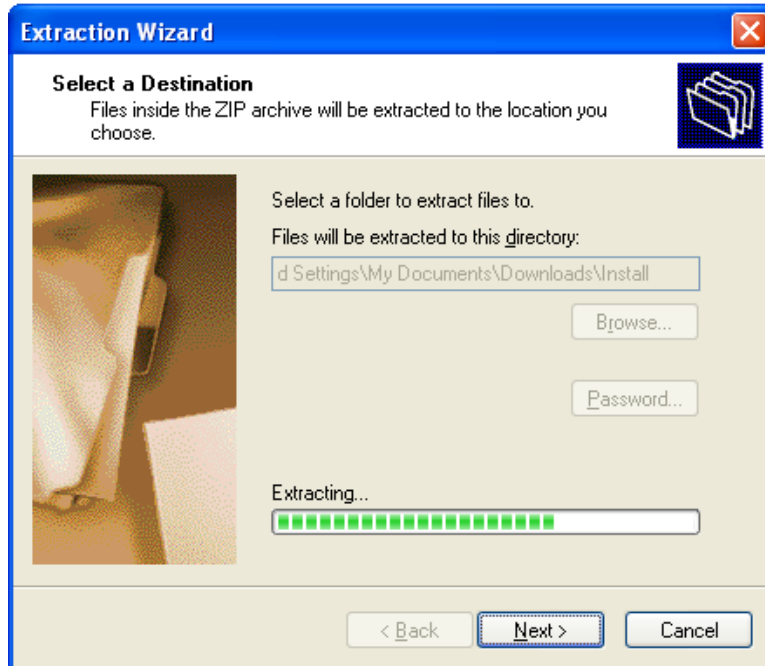 Extraction Wizard
Select a Destination
Files inside the ZIP archive will be extracted to the location you
choose.
Select a folder to extract files to.
Files will be extracted to this directory:
d Settings\My Documents\Downloads\Install
Browse...
Password...
Extracting...
< Back
Next >
Cancel